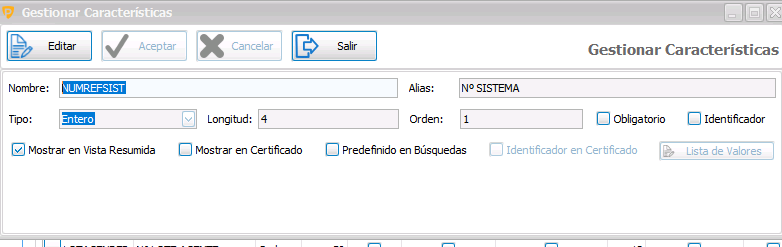 Gestionar Características
Editar Aceptar Cancelar Salir
Gestionar Características
Nombre: NUMREFSIST Alias: Nº SISTEMA
Tipo: Entero Longitud: 4 Orden: 1 Obligatorio Identificador
Mostrar en Vista Resumida Mostrar en Certificado Predefinido en Búsquedas Identificador en Certificado Lista de Valores